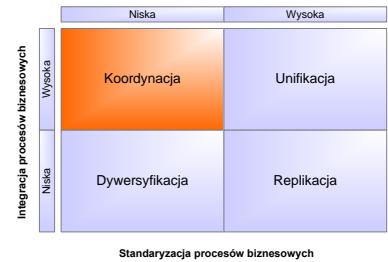 Niska Wysoka
Integracja procesów biznesowych
Wysoka
Koordynacja Unifikacja
Niska
Dywersyfikacja Replikacja
Standaryzacja procesów biznesowych